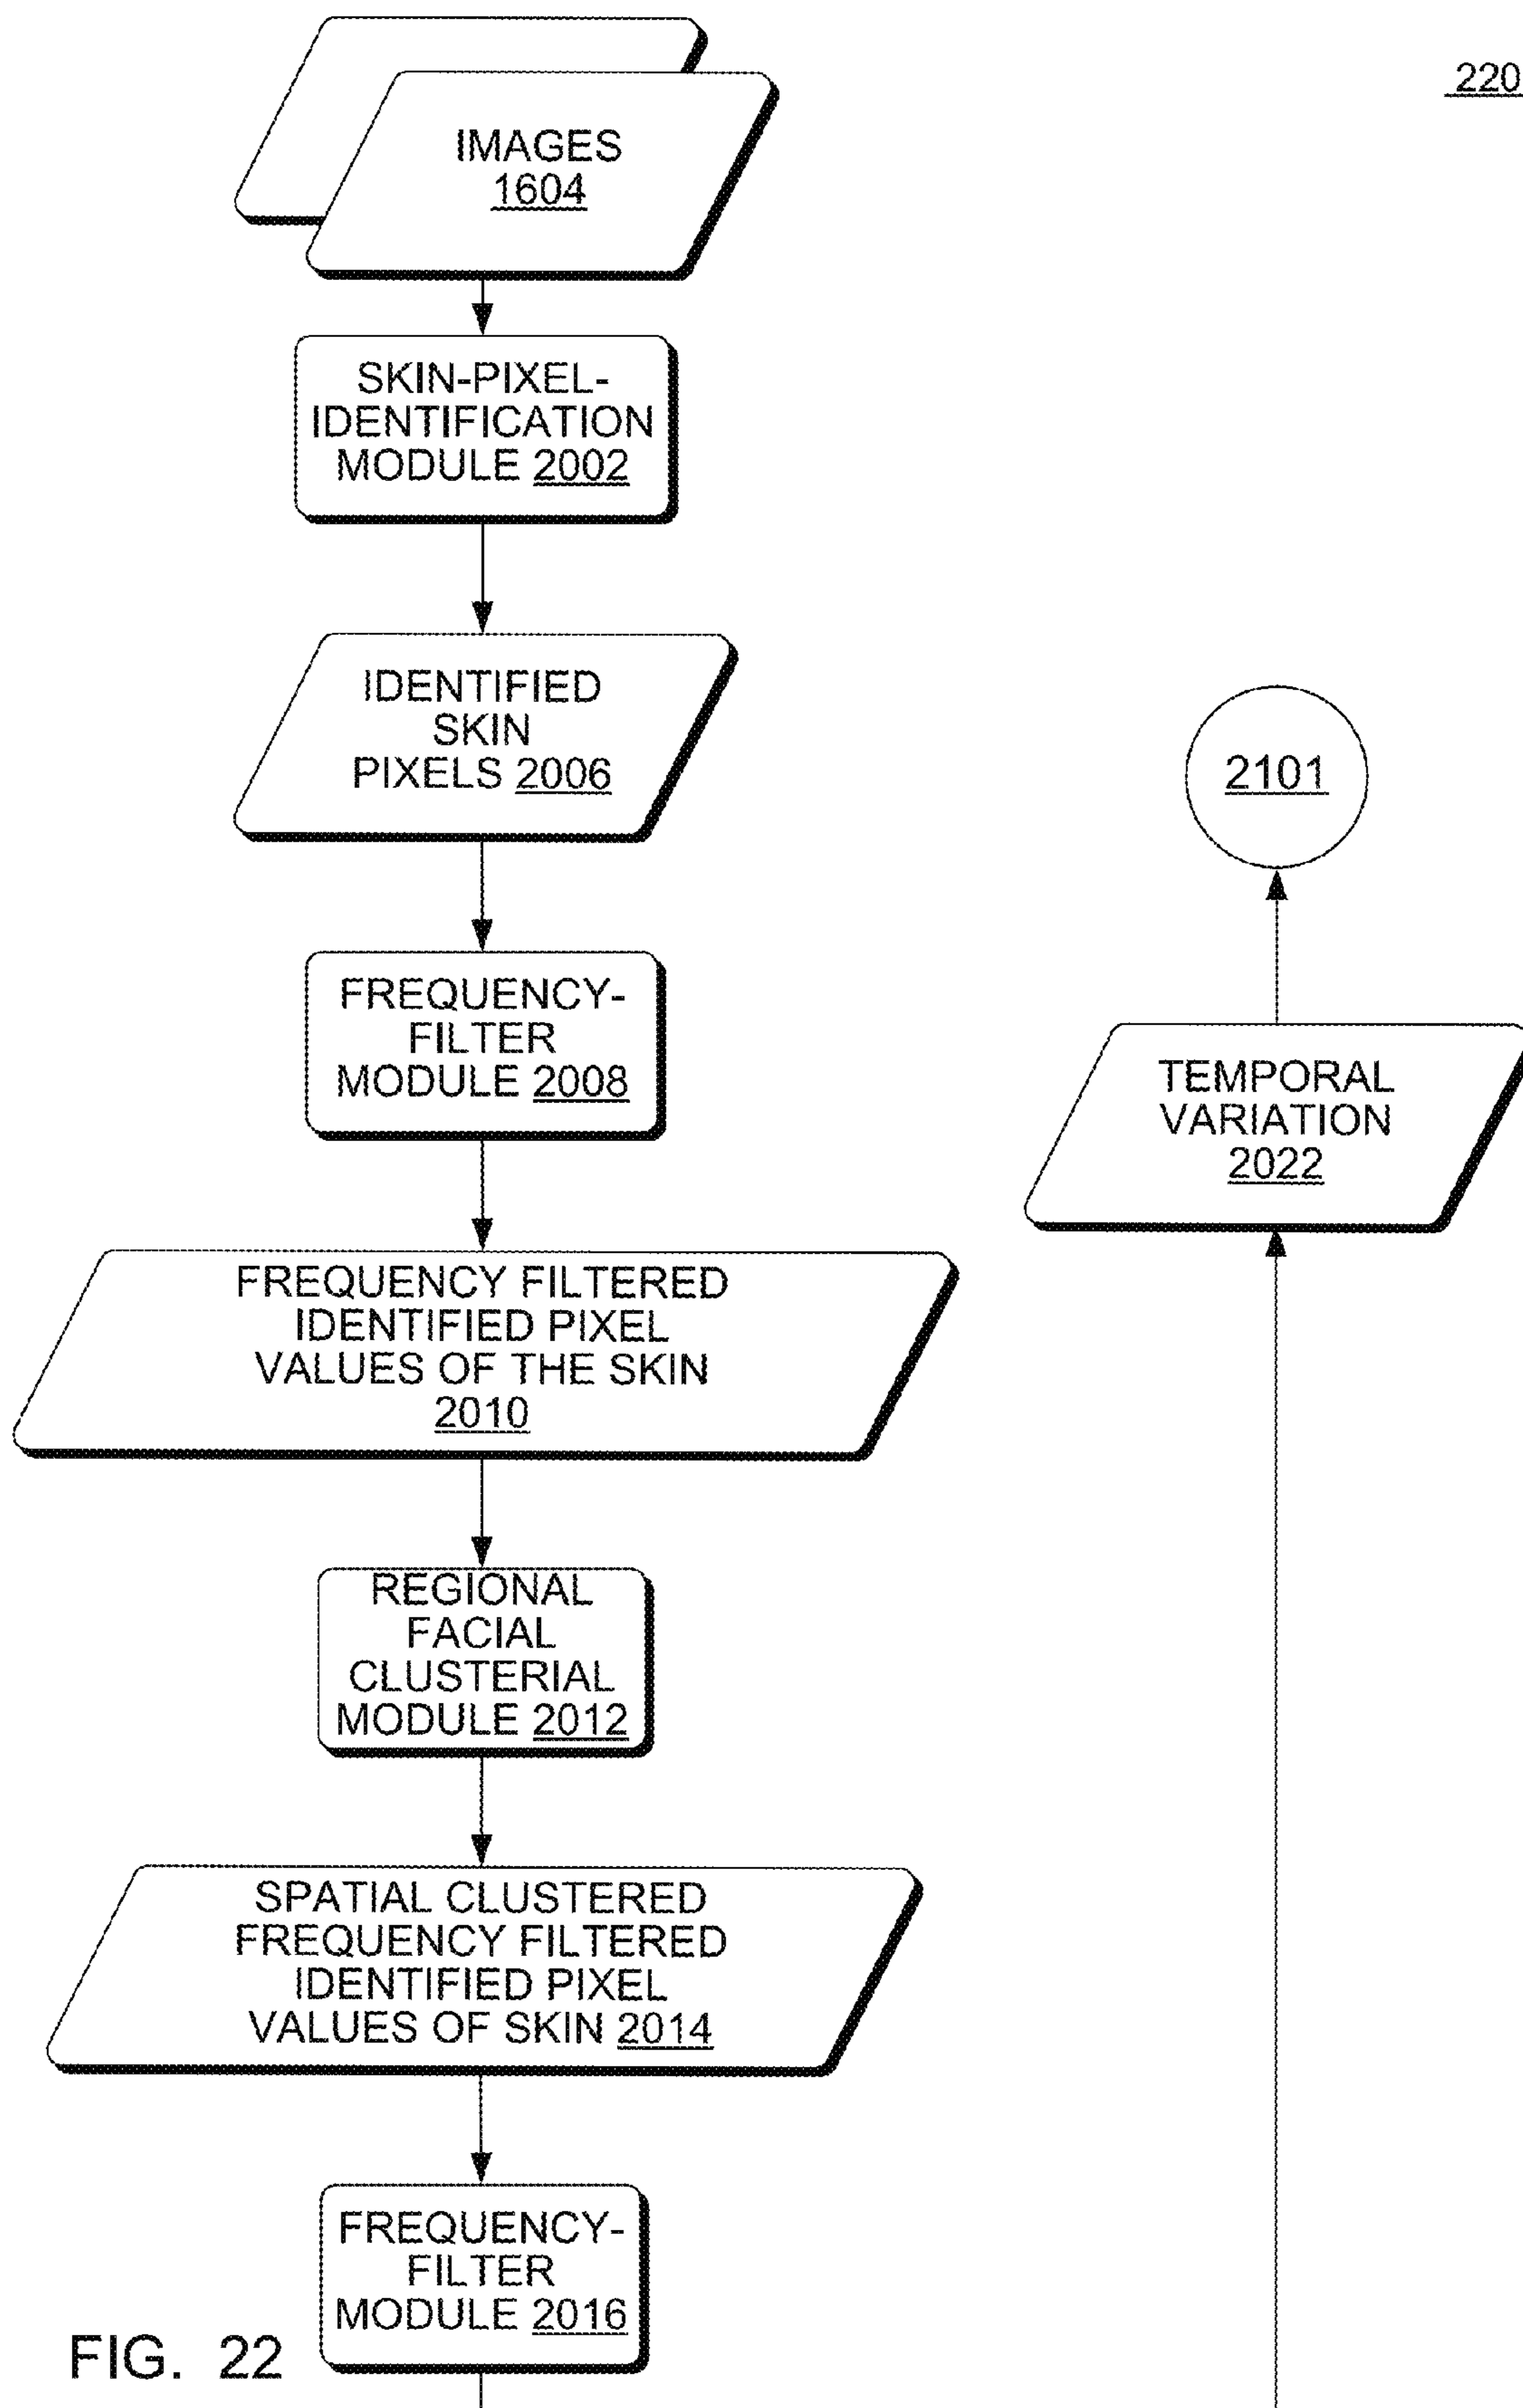 220
IMAGES
1604
SKIN-PIXEL-
IDENTIFICATION
MODULE 2002
IDENTIFIED
SKIN
PIXELS 2006
FREQUENCY-
FILTER
MODULE 2008
FREQUENCY FILTERED
IDENTIFIED PIXEL
VALUES OF THE SKIN
2010
REGIONAL
FACIAL
CLUSTERIAL
MODULE 2012
SPATIAL CLUSTERED
FREQUENCY FILTERED
IDENTIFIED PIXEL
VALUES OF SKIN 2014
FREQUENCY-
FILTER
MODULE 2016
2101
TEMPORAL
VARIATION
2022
FIG. 22